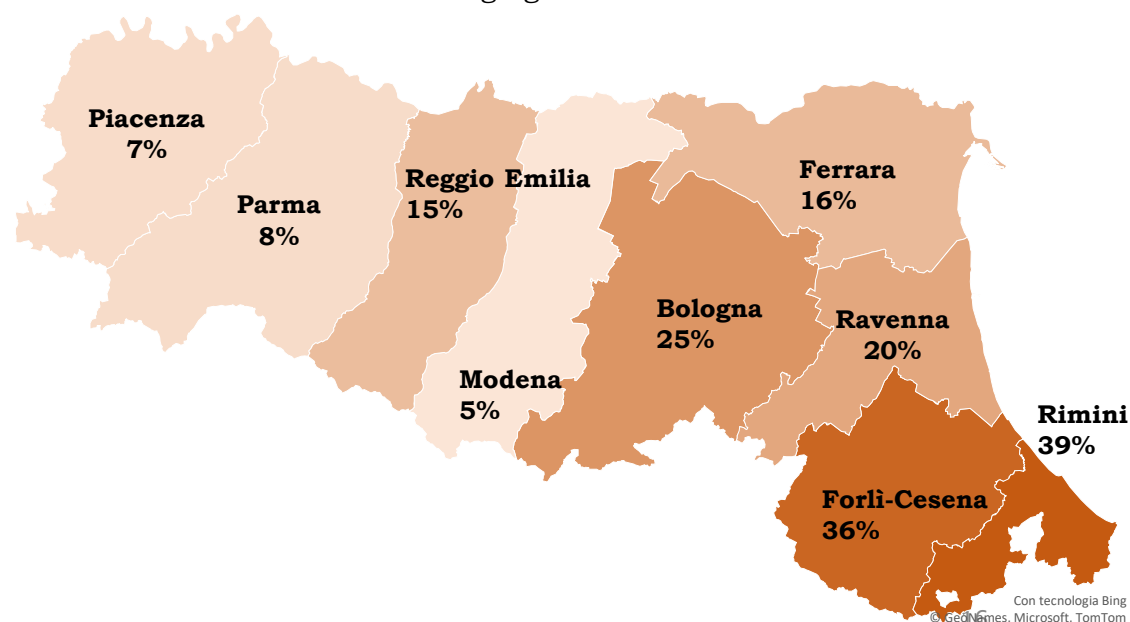 Piacenza
7%
Parma
8%
Reggio Emilia
15%
Modena
5%
Bologna
25%
Ferrara
16%
Ravenna
20%
Forlì-Cesena
36%
Rimini
39%
Con tecnologia Bing
© GeoNames, Microsoft, TomTom